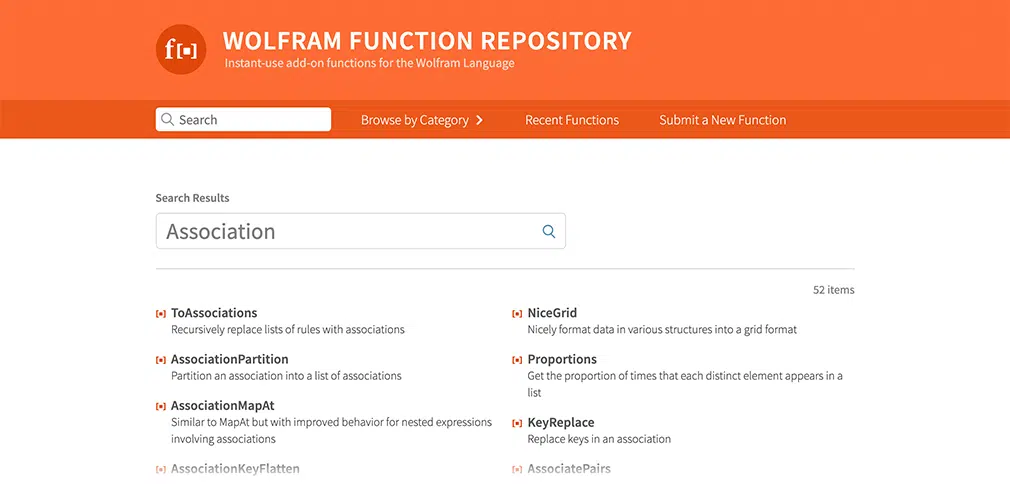 f[▪]
WOLFRAM FUNCTION REPOSITORY
Instant-use add-on functions for the Wolfram Language
Search
Browse by Category
Recent Functions
Submit a New Function
Search Results
Association
52 items
ToAssociations
Recursively replace lists of rules with associations
AssociationPartition
Partition an association into a list of associations
AssociationMapAt
Similar to MapAt but with improved behavior for nested expressions
involving associations
AssociationKeyFlatten
NiceGrid
Nicely format data in various structures into a grid format
Proportions
Get the proportion of times that each distinct element appears in a
list
KeyReplace
Replace keys in an association
AssociatePairs